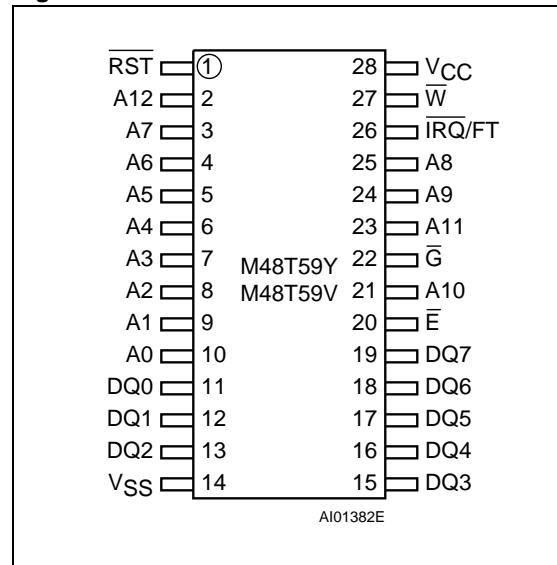 RST 1 28 VCC
A12 2 27 W
A7 3 26 IRQ/FT
A6 4 25 A8
A5 5 24 A9
A4 6 23 A11
A3 7 M48T59Y 22 G
A2 8 M48T59V 21 A10
A1 9 20 E
A0 10 19 DQ7
DQ0 11 18 DQ6
DQ1 12 17 DQ5
DQ2 13 16 DQ4
VSS 14 15 DQ3
AI01382E